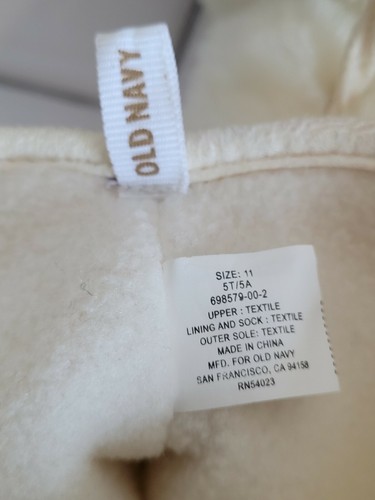 OLD NAVY
SIZE: 11
5T/5A
698579-00-2
UPPER : TEXTILE
LINING AND SOCK : TEXTILE
OUTER SOLE: TEXTILE
MADE IN CHINA
MFD. FOR OLD NAVY
SAN FRANCISCO, CA 94158
RN54023